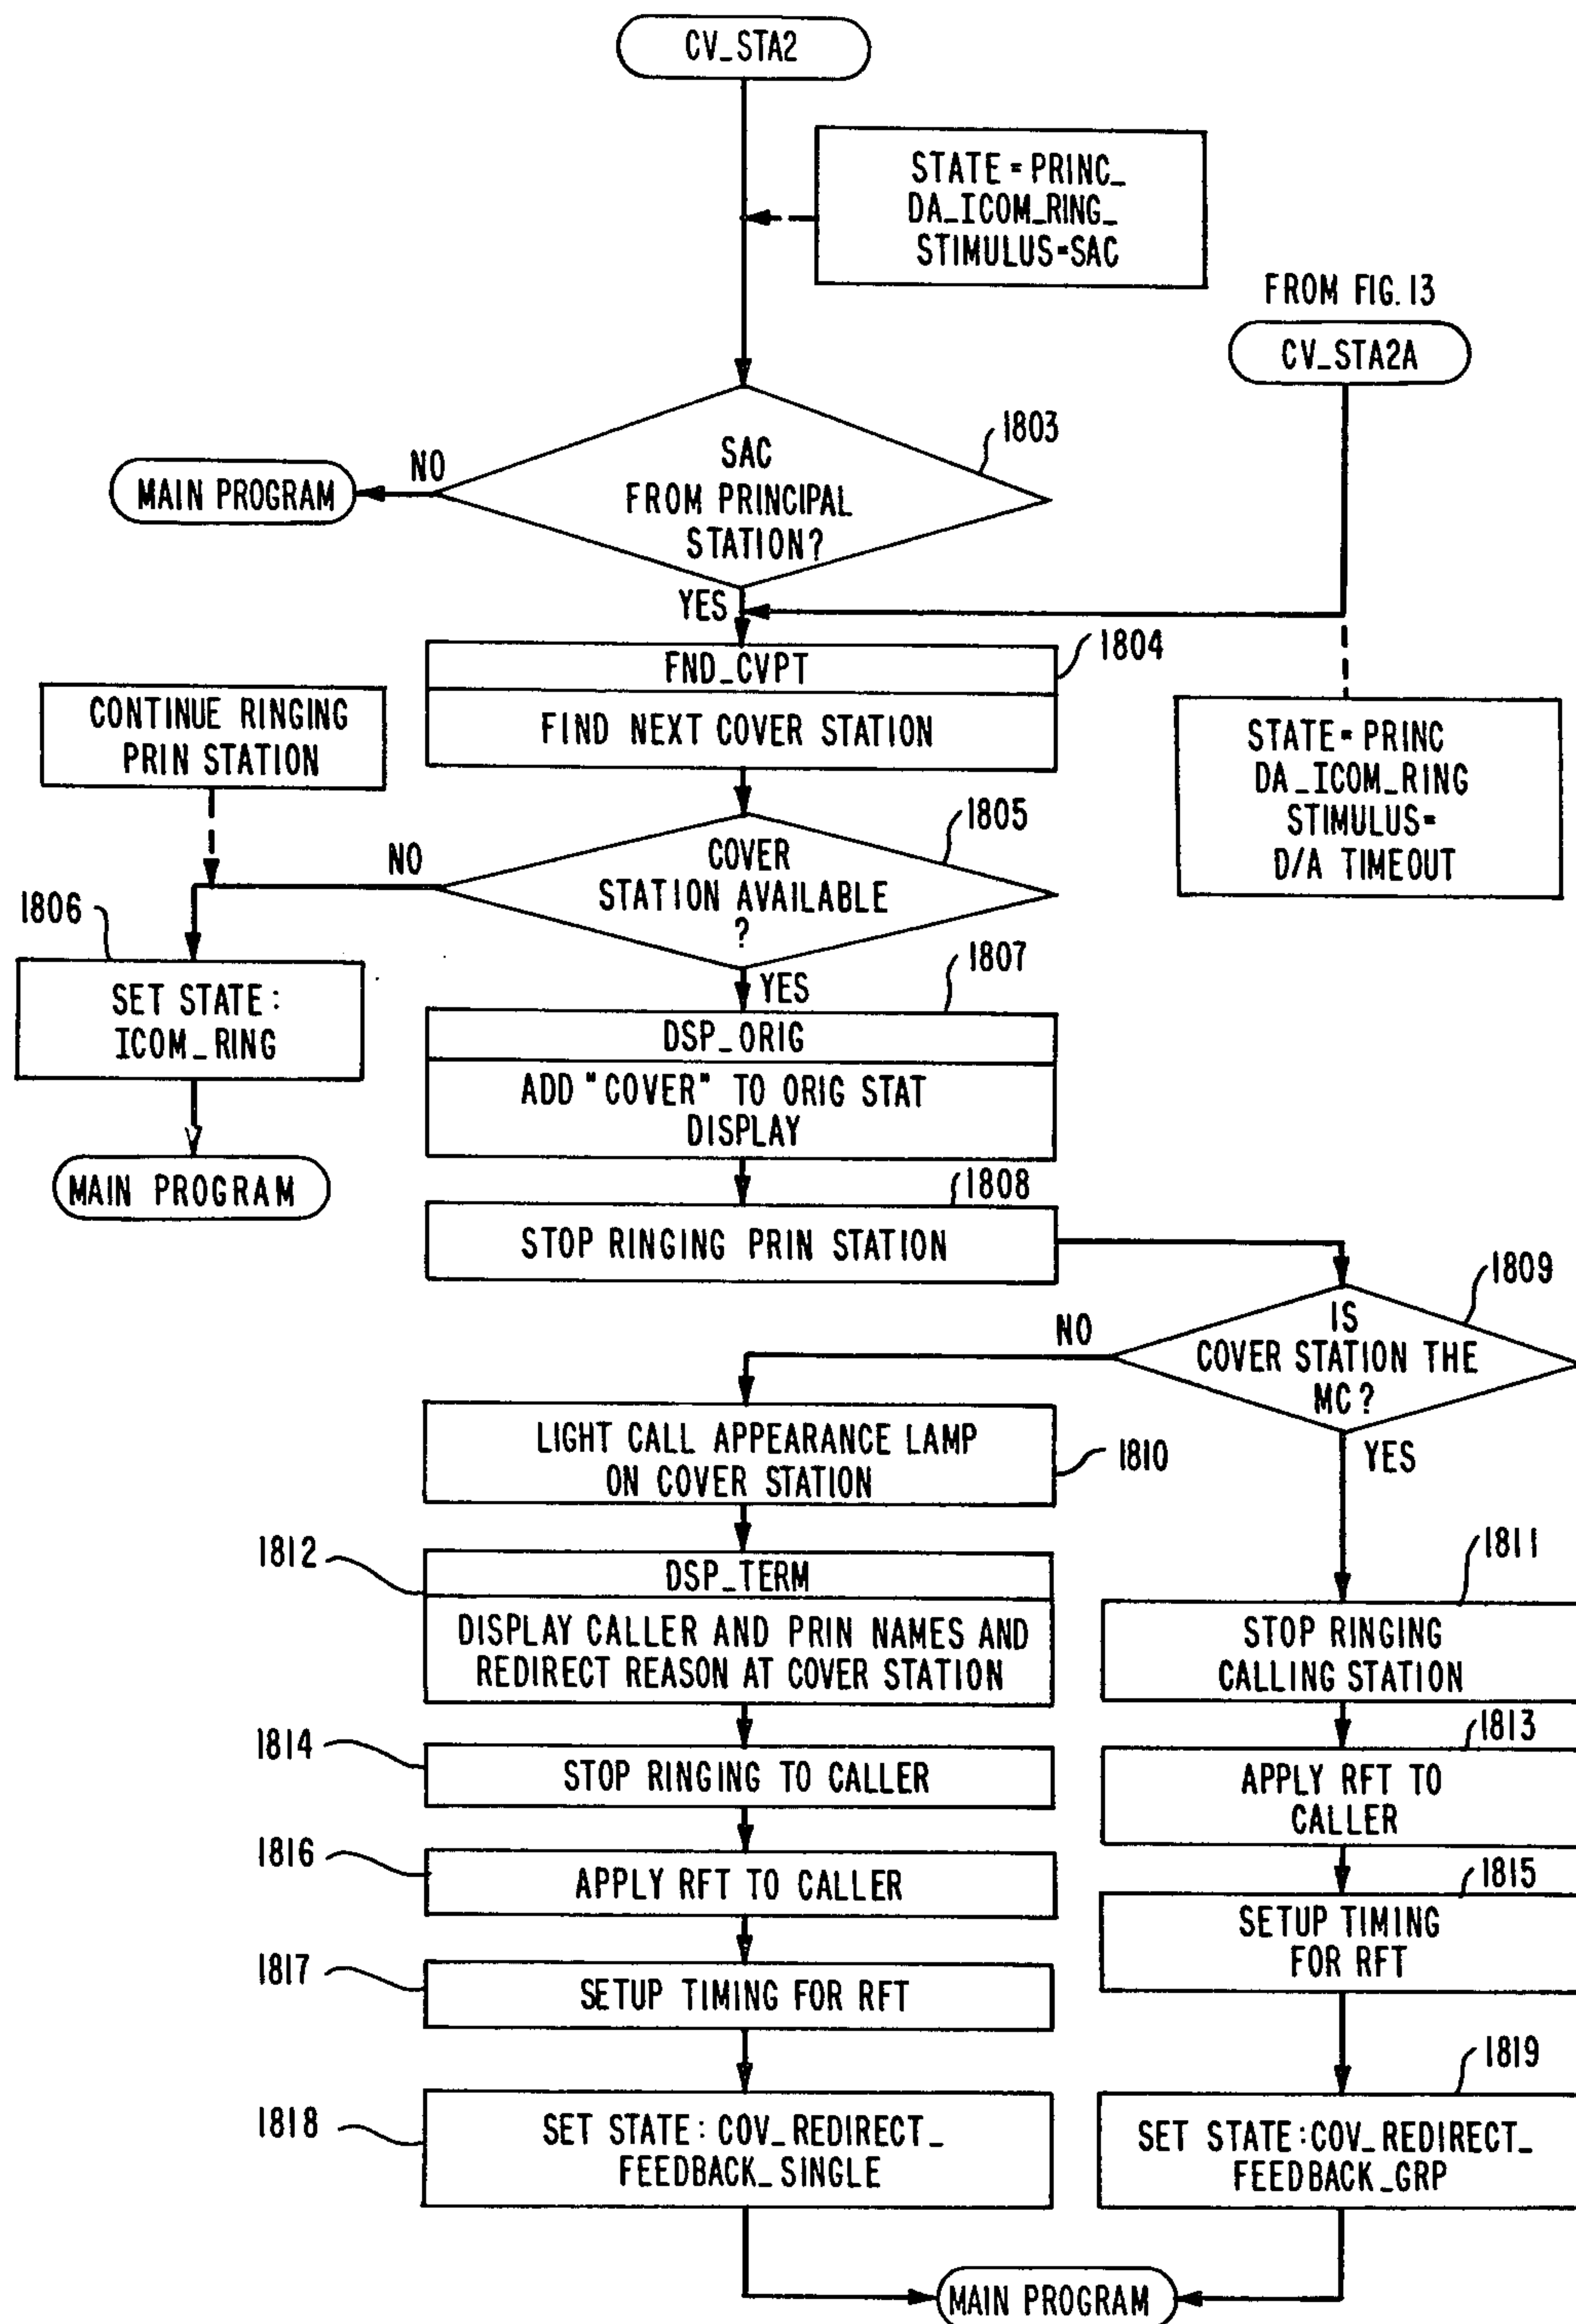 CV_STA2
STATE = PRINC_
DA_ICOM_RING_
STIMULUS=SAC
FROM FIG. 13
CV_STA2A
1803
SAC
FROM PRINCIPAL
STATION?
NO
MAIN PROGRAM
YES
1804
FND_CVPT
FIND NEXT COVER STATION
CONTINUE RINGING
PRIN STATION
STATE= PRINC
DA_ICOM_RING
STIMULUS=
D/A TIMEOUT
1805
COVER
STATION AVAILABLE
?
NO
1806
SET STATE:
ICOM_RING
MAIN PROGRAM
YES
1807
DSP_ORIG
ADD "COVER" TO ORIG STAT
DISPLAY
1808
STOP RINGING PRIN STATION
1809
IS
COVER STATION THE
MC?
NO
YES
LIGHT CALL APPEARANCE LAMP
ON COVER STATION
1810
1812
DSP_TERM
DISPLAY CALLER AND PRIN NAMES AND
REDIRECT REASON AT COVER STATION
1811
STOP RINGING
CALLING STATION
1814
STOP RINGING TO CALLER
1813
APPLY RFT TO
CALLER
1816
APPLY RFT TO CALLER
1815
SETUP TIMING
FOR RFT
1817
SETUP TIMING FOR RFT
1818
SET STATE: COV_REDIRECT_
FEEDBACK_SINGLE
1819
SET STATE:COV_REDIRECT_
FEEDBACK_GRP
MAIN PROGRAM